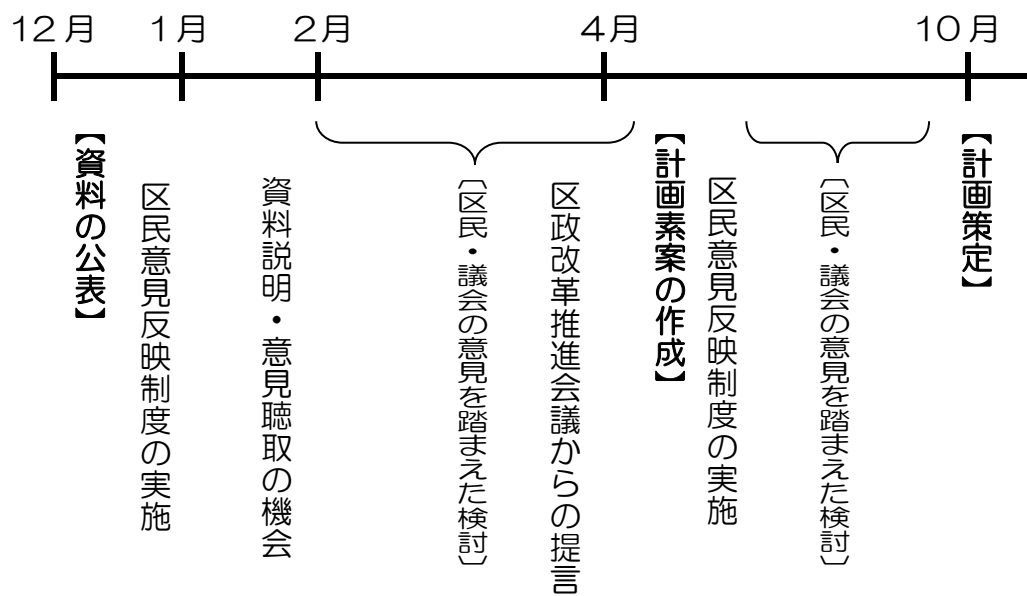 12月
1月
2月
4月
10月
【資料の公表】
区民意見反映制度の実施
資料説明・意見聴取の機会
〔区民・議会の意見を踏まえた検討〕
区政改革推進会議からの提言
【計画素案の作成】
区民意見反映制度の実施
〔区民・議会の意見を踏まえた検討〕
【計画策定】